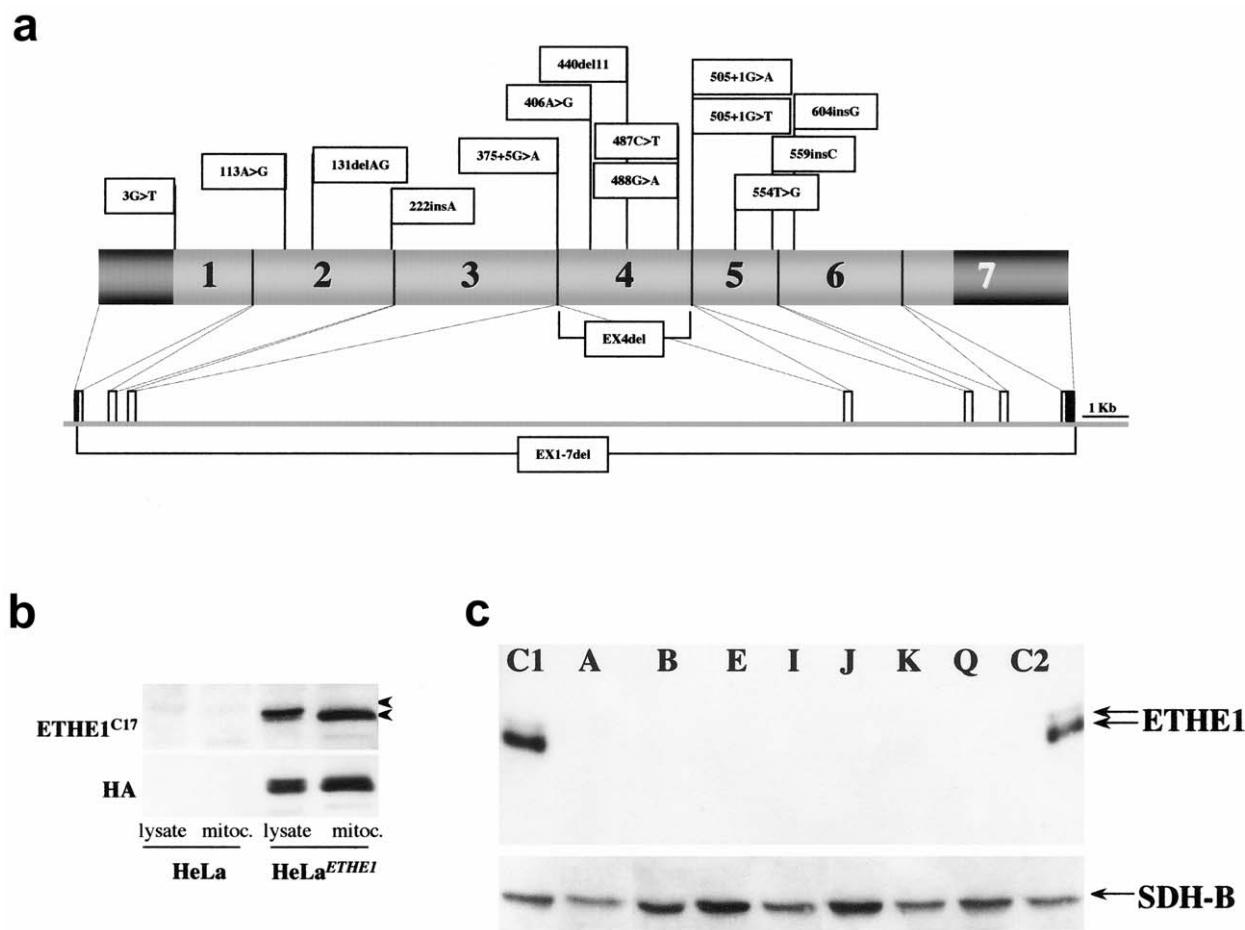 a
440del11
505+1G>A
406A>G
505+1G>T
604insG
487C>T
375+5G>A
559insC
113A>G
131delAG
488G>A
554T>G
3G>T
222insA
1 2 3 4 5 6 7
EX4del
1 Kb
EX1-7del
b
ETHE1C17
HA
lysate mitoc. lysate mitoc.
HeLa HeLaETHE1
c
C1 A B E I J K Q C2
ETHE1
SDH-B